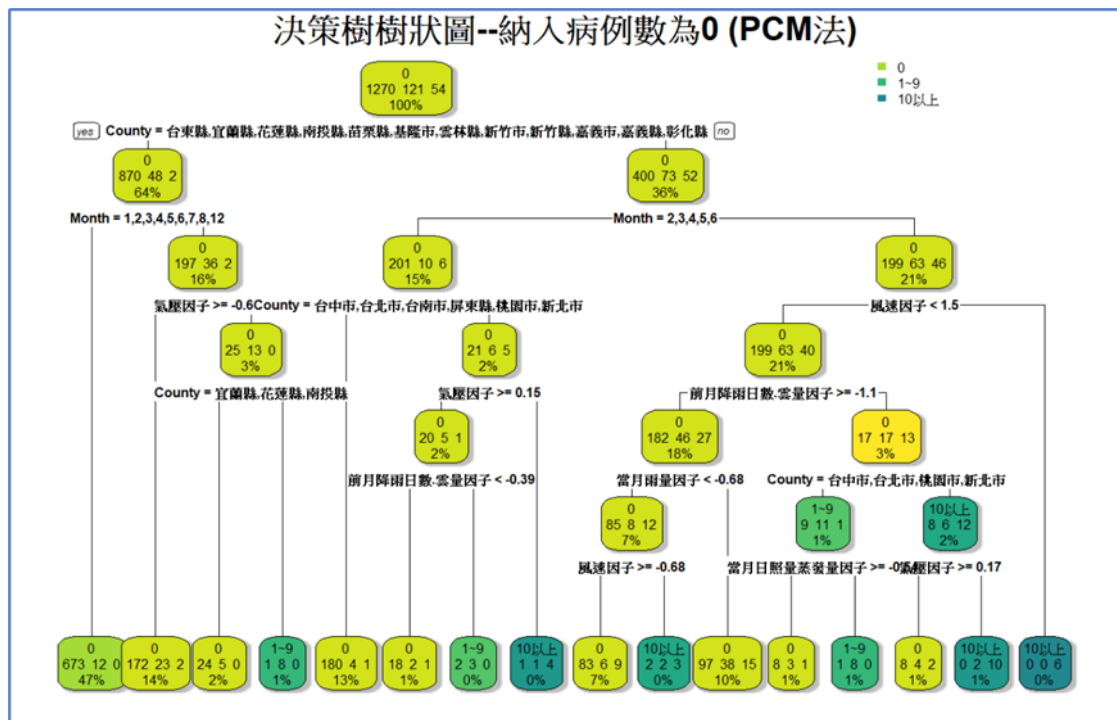 決策樹樹狀圖--納入病例數為0 (PCM法)
0
1~9
10以上
0
1270 121 54
100%
yes County = 台東縣,宜蘭縣,花蓮縣,南投縣,苗栗縣,基隆市,雲林縣,新竹市,新竹縣,嘉義市,嘉義縣,彰化縣 no
0
870 48 2
64%
0
400 73 52
36%
Month = 1,2,3,4,5,6,7,8,12
Month = 2,3,4,5,6
0
197 36 2
16%
0
201 10 6
15%
0
199 63 46
21%
氣壓因子 >= -0.6
County = 台中市,台北市,台南市,屏東縣,桃園市,新北市
風速因子 < 1.5
0
25 13 0
3%
0
21 6 5
2%
0
199 63 40
21%
County = 宜蘭縣,花蓮縣,南投縣
氣壓因子 >= 0.15
前月降雨日數.雲量因子 >= -1.1
0
20 5 1
2%
0
182 46 27
18%
0
17 17 13
3%
前月降雨日數.雲量因子 < -0.39
當月雨量因子 < -0.68
County = 台中市,台北市,桃園市,新北市
0
85 8 12
7%
1~9
9 11 1
1%
10以上
8 6 12
2%
風速因子 >= -0.68
當月日照量蒸發量因子 >= -0.54
氣壓因子 >= 0.17
0
673 12 0
47%
0
172 23 2
14%
0
24 5 0
2%
1~9
1 8 0
1%
0
180 4 1
13%
0
18 2 1
1%
1~9
2 3 0
0%
10以上
1 1 4
0%
0
83 6 9
7%
10以上
2 2 3
0%
0
97 38 15
10%
0
8 3 1
1%
1~9
1 8 0
1%
0
8 4 2
1%
10以上
0 2 10
1%
10以上
0 0 6
0%